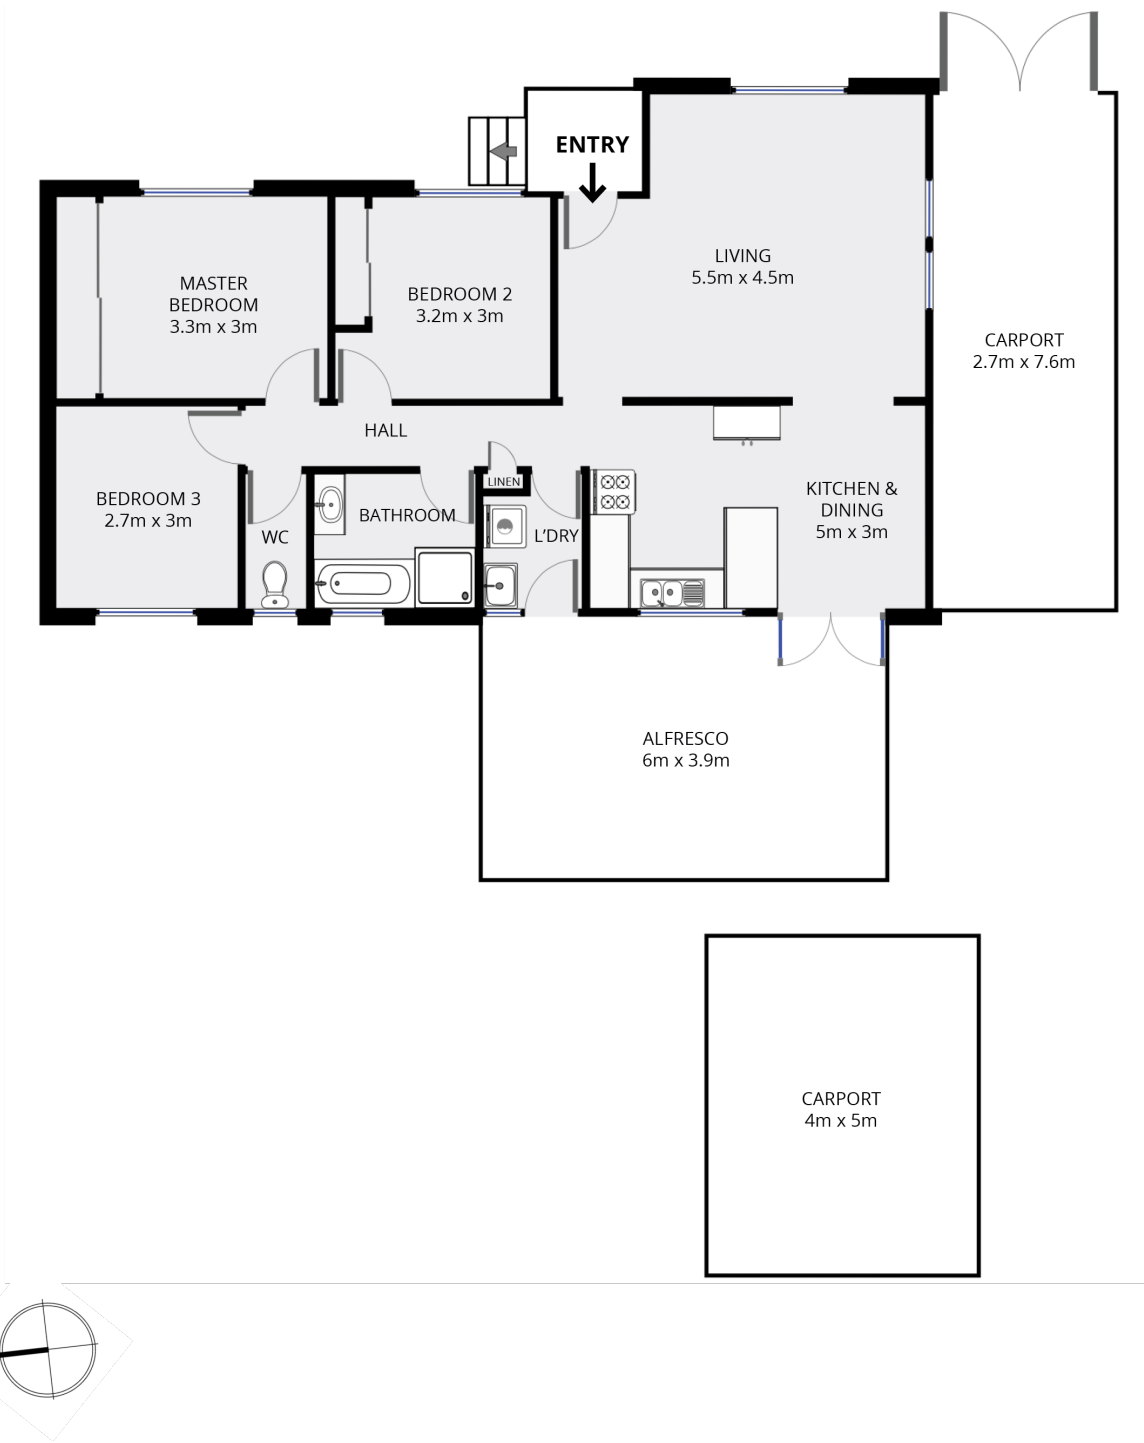 ENTRY
LIVING
5.5m x 4.5m
MASTER
BEDROOM
3.3m x 3m
BEDROOM 2
3.2m x 3m
CARPORT
2.7m x 7.6m
HALL
BEDROOM 3
2.7m x 3m
WC
BATHROOM
LINEN
L'DRY
KITCHEN &
DINING
5m x 3m
ALFRESCO
6m x 3.9m
CARPORT
4m x 5m